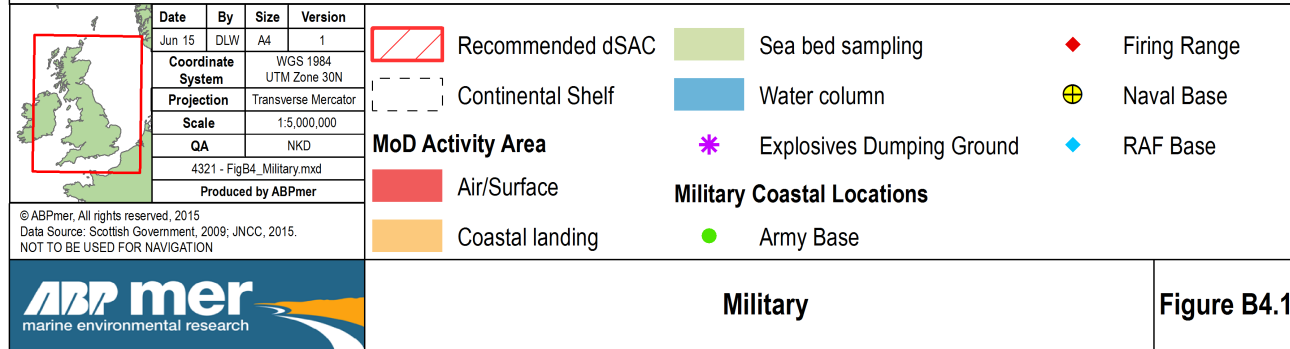 Date By Size Version
Jun 15 DLW A4 1
Coordinate System WGS 1984 UTM Zone 30N
Projection Transverse Mercator
Scale 1:5,000,000
QA NKD
4321 - FigB4_Military.mxd
Produced by ABPmer
© ABPmer, All rights reserved, 2015
Data Source: Scottish Government, 2009; JNCC, 2015.
NOT TO BE USED FOR NAVIGATION
Recommended dSAC
Continental Shelf
MoD Activity Area
Air/Surface
Coastal landing
Sea bed sampling
Water column
Explosives Dumping Ground
Military Coastal Locations
Army Base
Firing Range
Naval Base
RAF Base
ABP mer
marine environmental research
Military
Figure B4.1